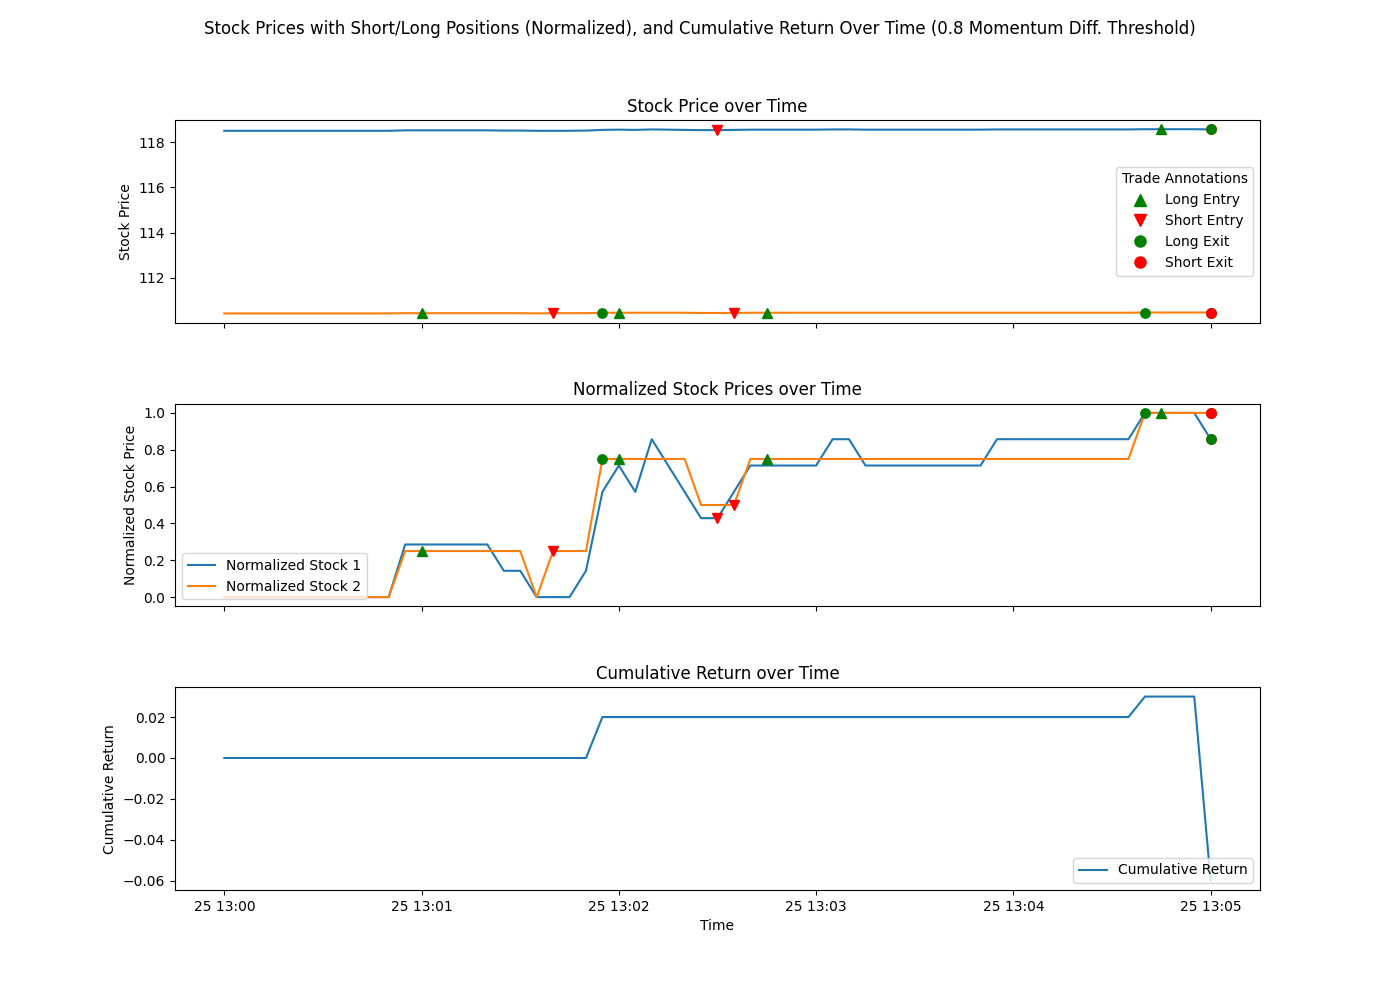 Stock Prices with Short/Long Positions (Normalized), and Cumulative Return Over Time (0.8 Momentum Diff. Threshold)
Stock Price over Time
Stock Price
118
116
114
112
Trade Annotations
Long Entry
Short Entry
Long Exit
Short Exit
Normalized Stock Prices over Time
Normalized Stock Price
1.0
0.8
0.6
0.4
0.2
0.0
Normalized Stock 1
Normalized Stock 2
Cumulative Return over Time
Cumulative Return
0.02
0.00
−0.02
−0.04
−0.06
Cumulative Return
25 13:00
25 13:01
25 13:02
25 13:03
25 13:04
25 13:05
Time